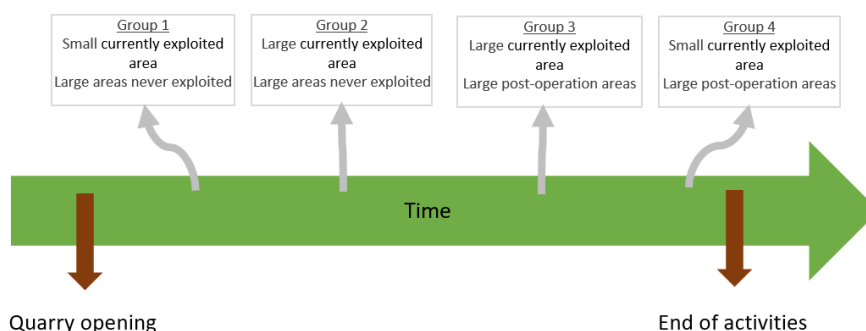 Group 1
Small currently exploited
area
Large areas never exploited
Group 2
Large currently exploited
area
Large areas never exploited
Group 3
Large currently exploited
area
Large post-operation areas
Group 4
Small currently exploited
area
Large post-operation areas
Time
Quarry opening
End of activities